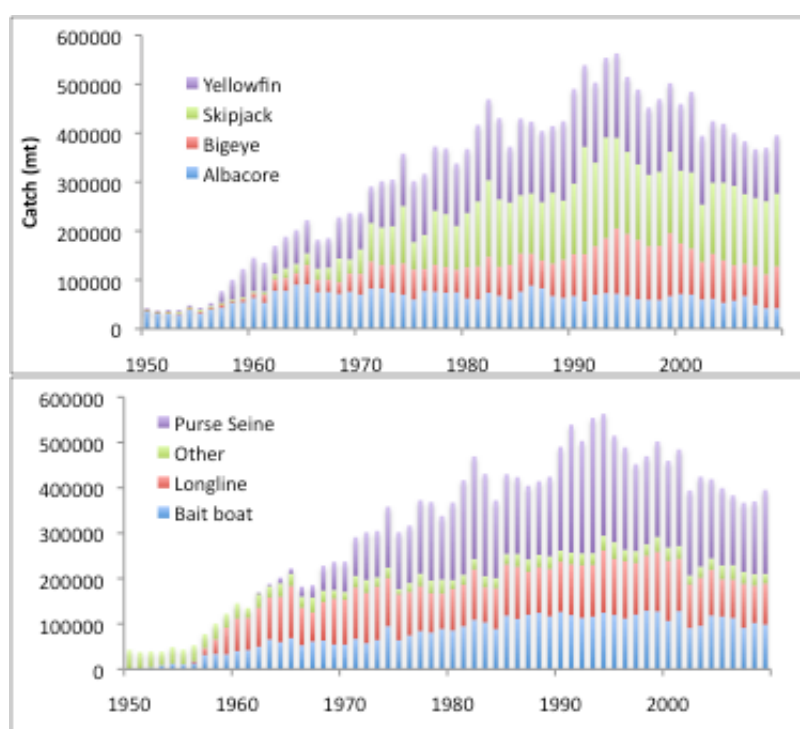 600000
500000
400000
300000
200000
100000
0
Catch (mt)
Yellowfin
Skipjack
Bigeye
Albacore
1950 1960 1970 1980 1990 2000
600000
500000
400000
300000
200000
100000
0
Purse Seine
Other
Longline
Bait boat
1950 1960 1970 1980 1990 2000